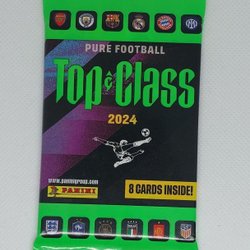 PURE FOOTBALL
Top Class
2024
www.paninigroup.com
PANINI
8 CARDS INSIDE!